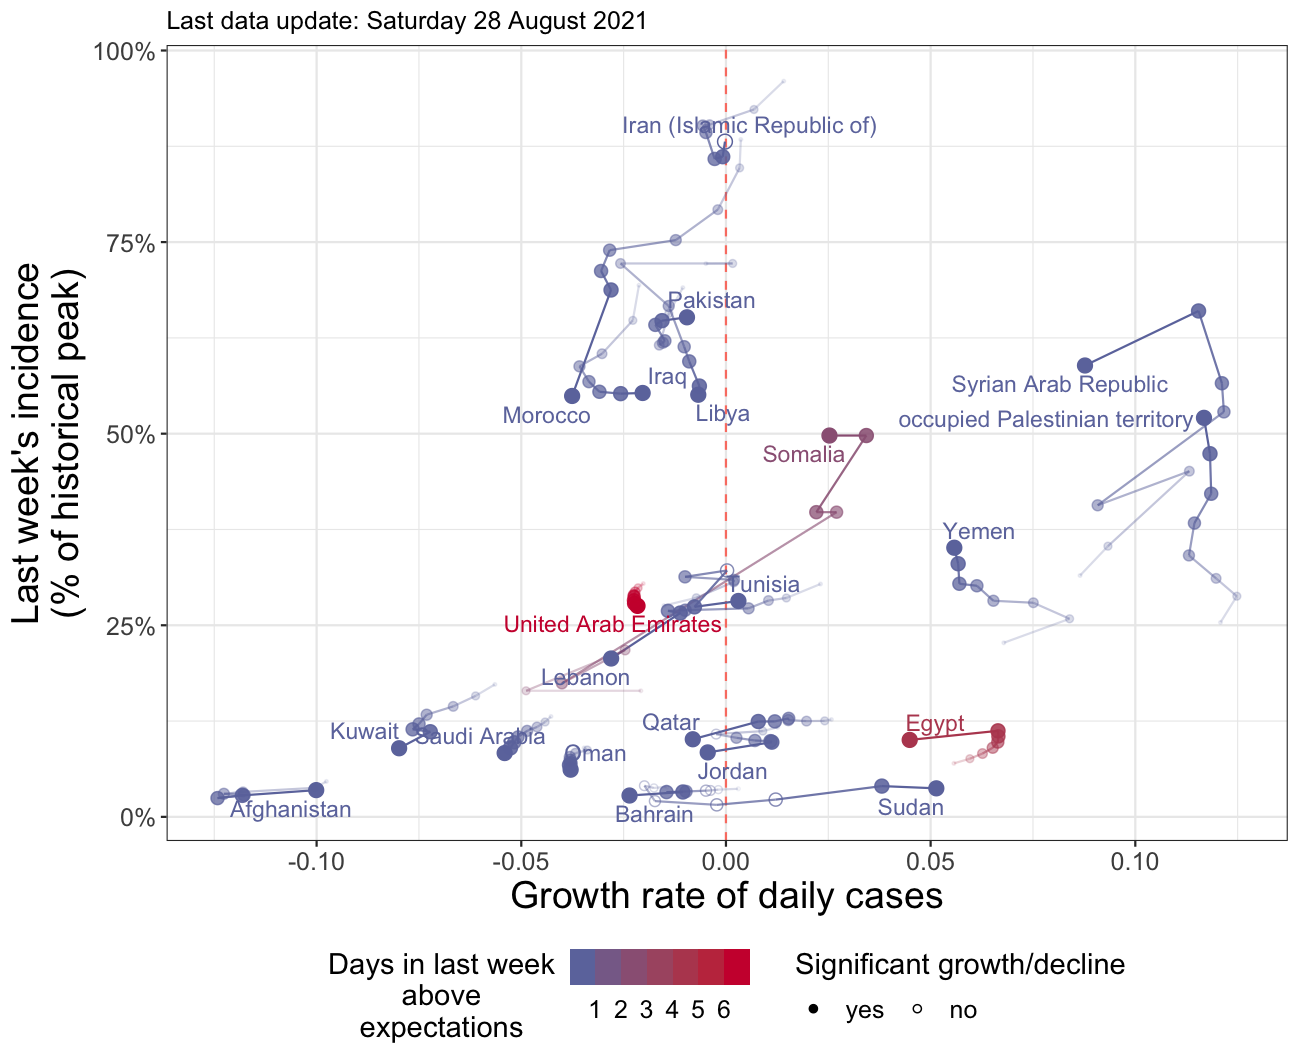 Last data update: Saturday 28 August 2021
100%
75%
50%
25%
0%
Last week's incidence
(% of historical peak)
Iran (Islamic Republic of)
Pakistan
Iraq
Morocco
Libya
Syrian Arab Republic
occupied Palestinian territory
Somalia
Yemen
Tunisia
United Arab Emirates
Lebanon
Kuwait
Saudi Arabia
Oman
Qatar
Jordan
Egypt
Afghanistan
Bahrain
Sudan
-0.10
-0.05
0.00
0.05
0.10
Growth rate of daily cases
Days in last week
above
expectations
1 2 3 4 5 6
Significant growth/decline
yes
no